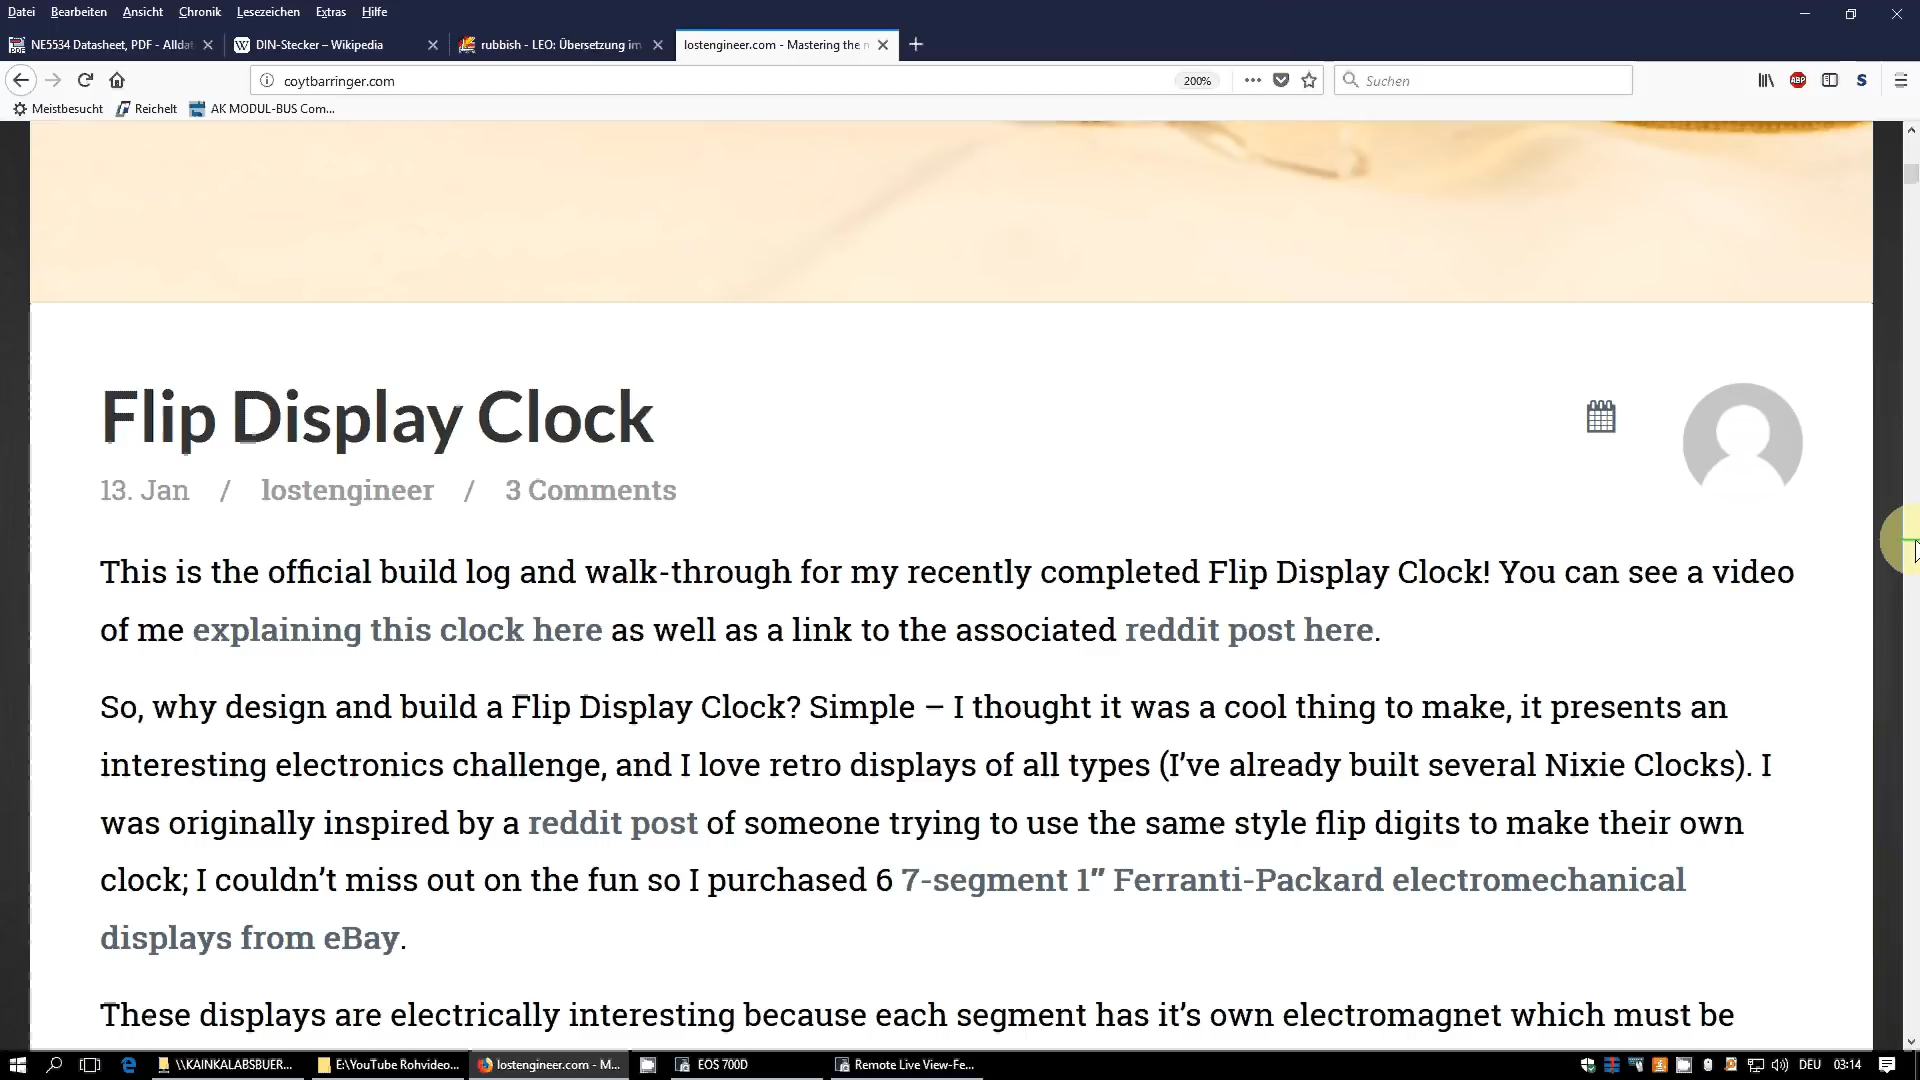 Datei Bearbeiten Ansicht Chronik Lesezeichen Extras Hilfe
NE5534 Datasheet, PDF - Alldat DIN-Stecker – Wikipedia rubbish - LEO: Übersetzung im lostengineer.com - Mastering the n
coytbarringer.com 200% Suchen
Meistbesucht Reichelt AK MODUL-BUS Com...
ABP S
Flip Display Clock
13. Jan / lostengineer / 3 Comments
This is the official build log and walk-through for my recently completed Flip Display Clock! You can see a video
of me explaining this clock here as well as a link to the associated reddit post here.
So, why design and build a Flip Display Clock? Simple – I thought it was a cool thing to make, it presents an
interesting electronics challenge, and I love retro displays of all types (I’ve already built several Nixie Clocks). I
was originally inspired by a reddit post of someone trying to use the same style flip digits to make their own
clock; I couldn’t miss out on the fun so I purchased 6 7-segment 1″ Ferranti-Packard electromechanical
displays from eBay.
These displays are electrically interesting because each segment has it’s own electromagnet which must be
\\KAINKALABSBUER... E:\YouTube Rohvideo... lostengineer.com - M... EOS 700D Remote Live View-Fe... DEU 03:14